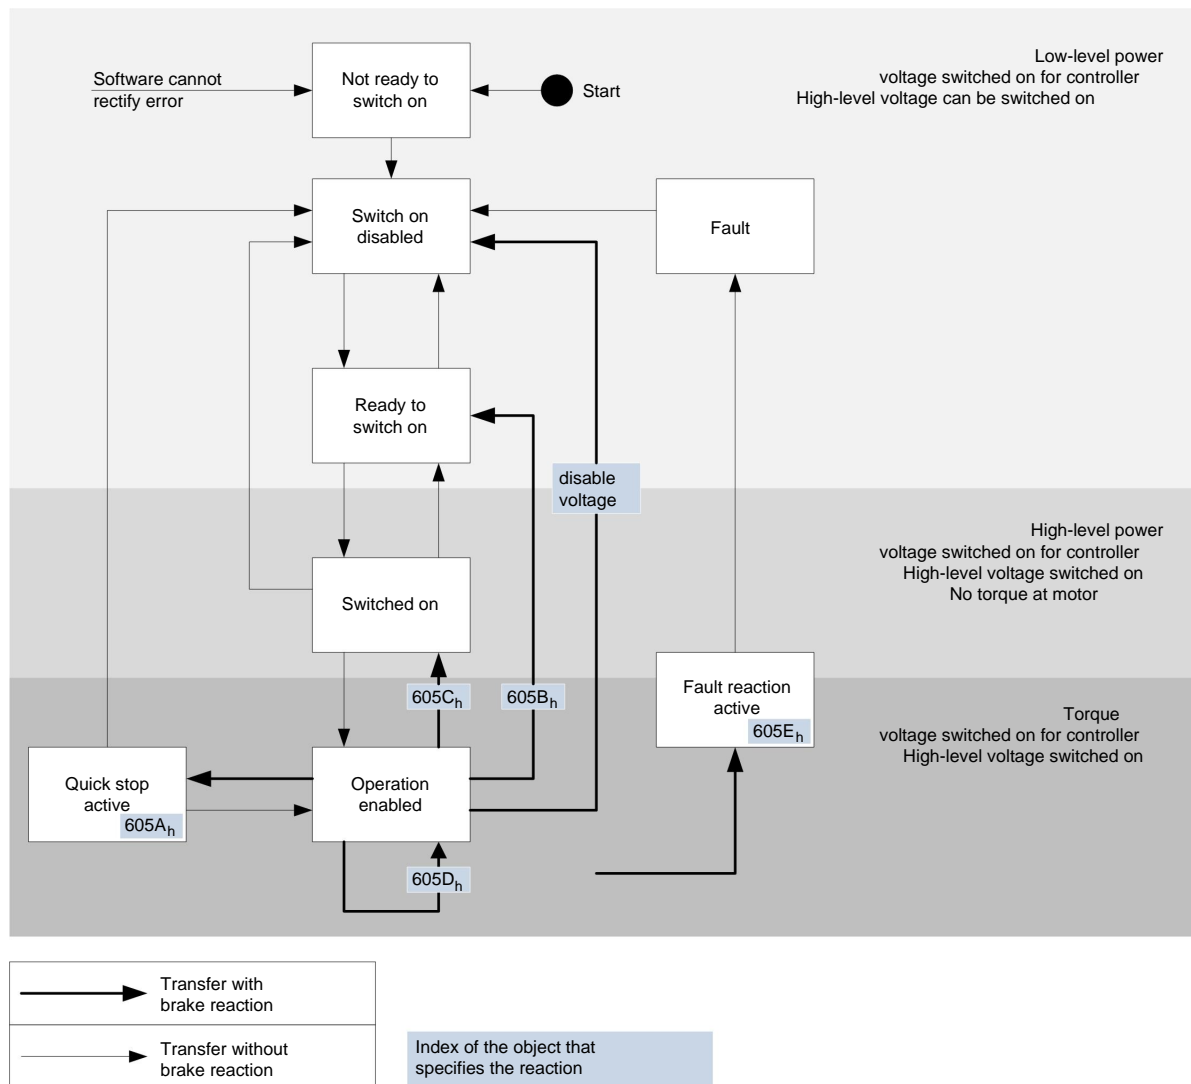 Low-level power
voltage switched on for controller
High-level voltage can be switched on
Software cannot
rectify error
Not ready to
switch on
Start
Switch on
disabled
Fault
Ready to
switch on
disable
voltage
High-level power
voltage switched on for controller
High-level voltage switched on
No torque at motor
Switched on
605Ch
605Bh
Fault reaction
active
605Eh
Torque
voltage switched on for controller
High-level voltage switched on
Quick stop
active
605Ah
Operation
enabled
605Dh
Transfer with
brake reaction
Transfer without
brake reaction
Index of the object that
specifies the reaction